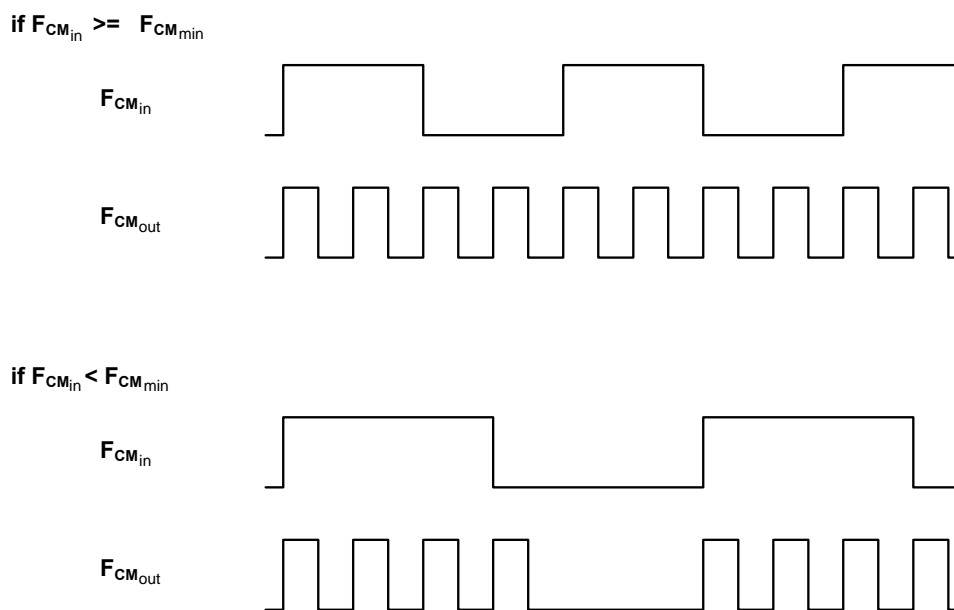 if FCMin >= FCMmin
FCMin
FCMout
if FCMin < FCMmin
FCMin
FCMout